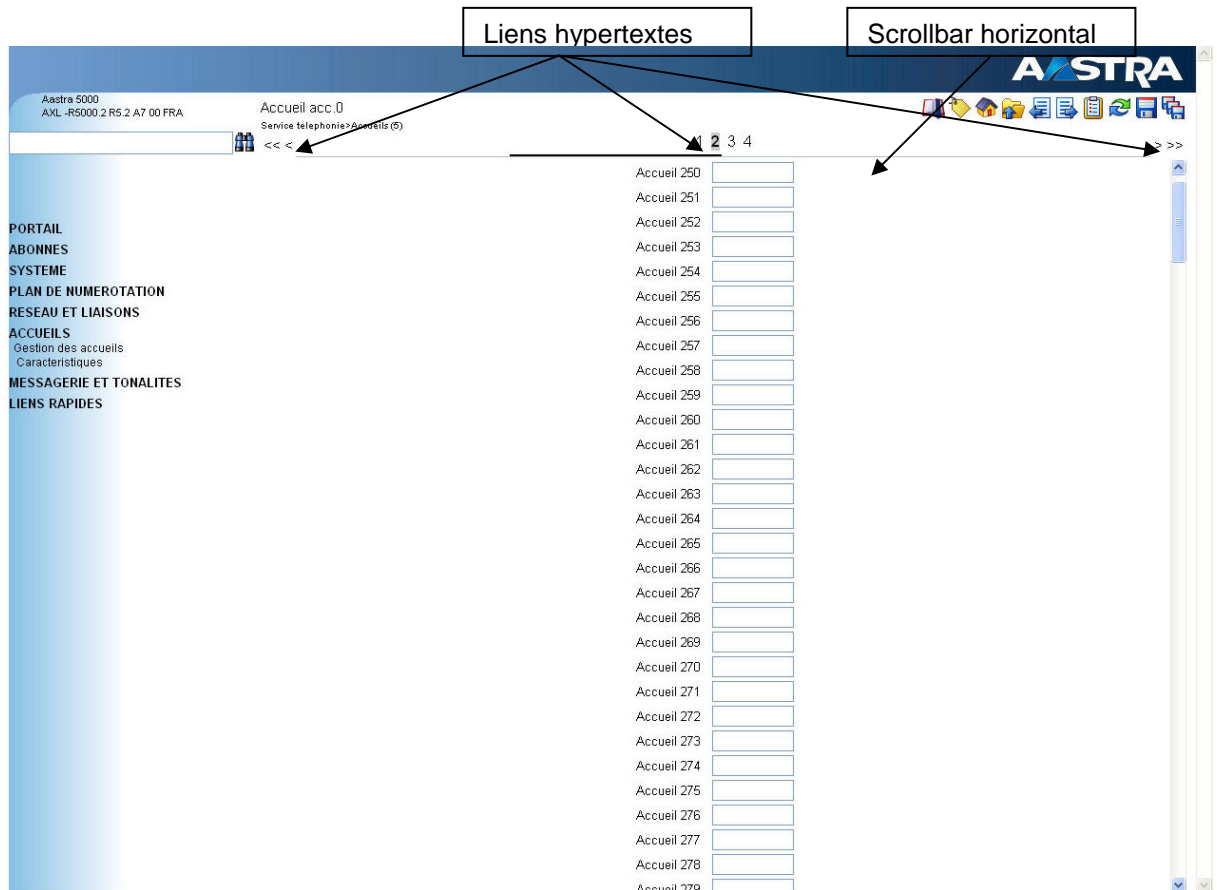 Liens hypertextes
Scrollbar horizontal
AASTRA
Aastra 5000
AXL -R5000.2 R5.2 A7 00 FRA
Accueil acc.0
Service telephonie>Accueils (5)
<< <
1 2 3 4
> >>
PORTAIL
ABONNES
SYSTEME
PLAN DE NUMEROTATION
RESEAU ET LIAISONS
ACCUEILS
Gestion des accueils
Caracteristiques
MESSAGERIE ET TONALITES
LIENS RAPIDES
Accueil 250
Accueil 251
Accueil 252
Accueil 253
Accueil 254
Accueil 255
Accueil 256
Accueil 257
Accueil 258
Accueil 259
Accueil 260
Accueil 261
Accueil 262
Accueil 263
Accueil 264
Accueil 265
Accueil 266
Accueil 267
Accueil 268
Accueil 269
Accueil 270
Accueil 271
Accueil 272
Accueil 273
Accueil 274
Accueil 275
Accueil 276
Accueil 277
Accueil 278
Accueil 279